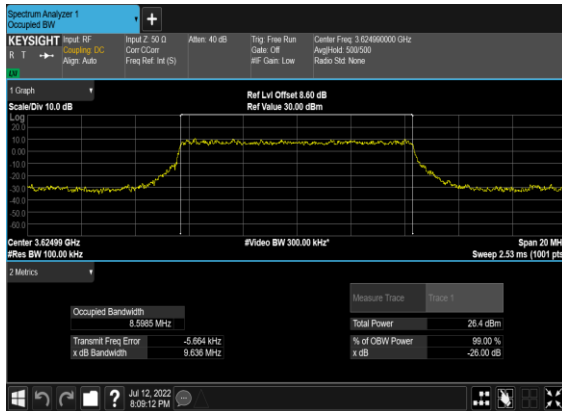 Spectrum Analyzer 1
Occupied BW
+
KEYSIGHT
R T
Input: RF
Coupling: DC
Align: Auto
Input Z: 50 Ω
Corr CCorr
Freq Ref: Int (S)
Atten: 40 dB
Trig: Free Run
Gate: Off
#IF Gain: Low
Center Freq: 3.624990000 GHz
Avg|Hold: 500/500
Radio Std: None
1 Graph
Scale/Div 10.0 dB
Ref Lvl Offset 8.60 dB
Ref Value 30.00 dBm
Log
20.0
10.0
0.00
-10.0
-20.0
-30.0
-40.0
-50.0
-60.0
Center 3.62499 GHz
#Res BW 100.00 kHz
#Video BW 300.00 kHz*
Span 20 MH
Sweep 2.53 ms (1001 pts
2 Metrics
Measure Trace
Trace 1
Occupied Bandwidth
8.5985 MHz
Total Power
26.4 dBm
Transmit Freq Error
-5.664 kHz
% of OBW Power
99.00 %
x dB Bandwidth
9.636 MHz
x dB
-26.00 dB
?
Jul 12, 2022
8:09:12 PM